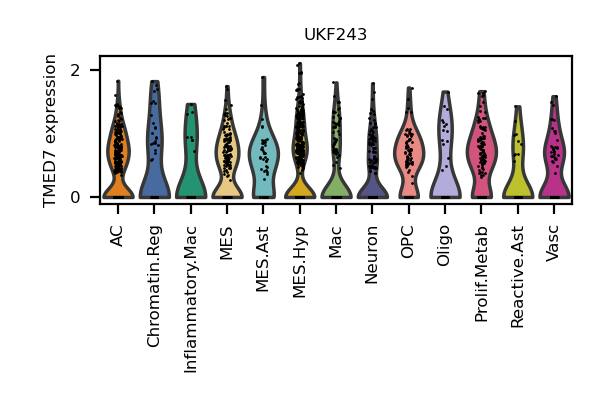 UKF243
TMED7 expression
2
0
AC
Chromatin.Reg
Inflammatory.Mac
MES
MES.Ast
MES.Hyp
Mac
Neuron
OPC
Oligo
Prolif.Metab
Reactive.Ast
Vasc